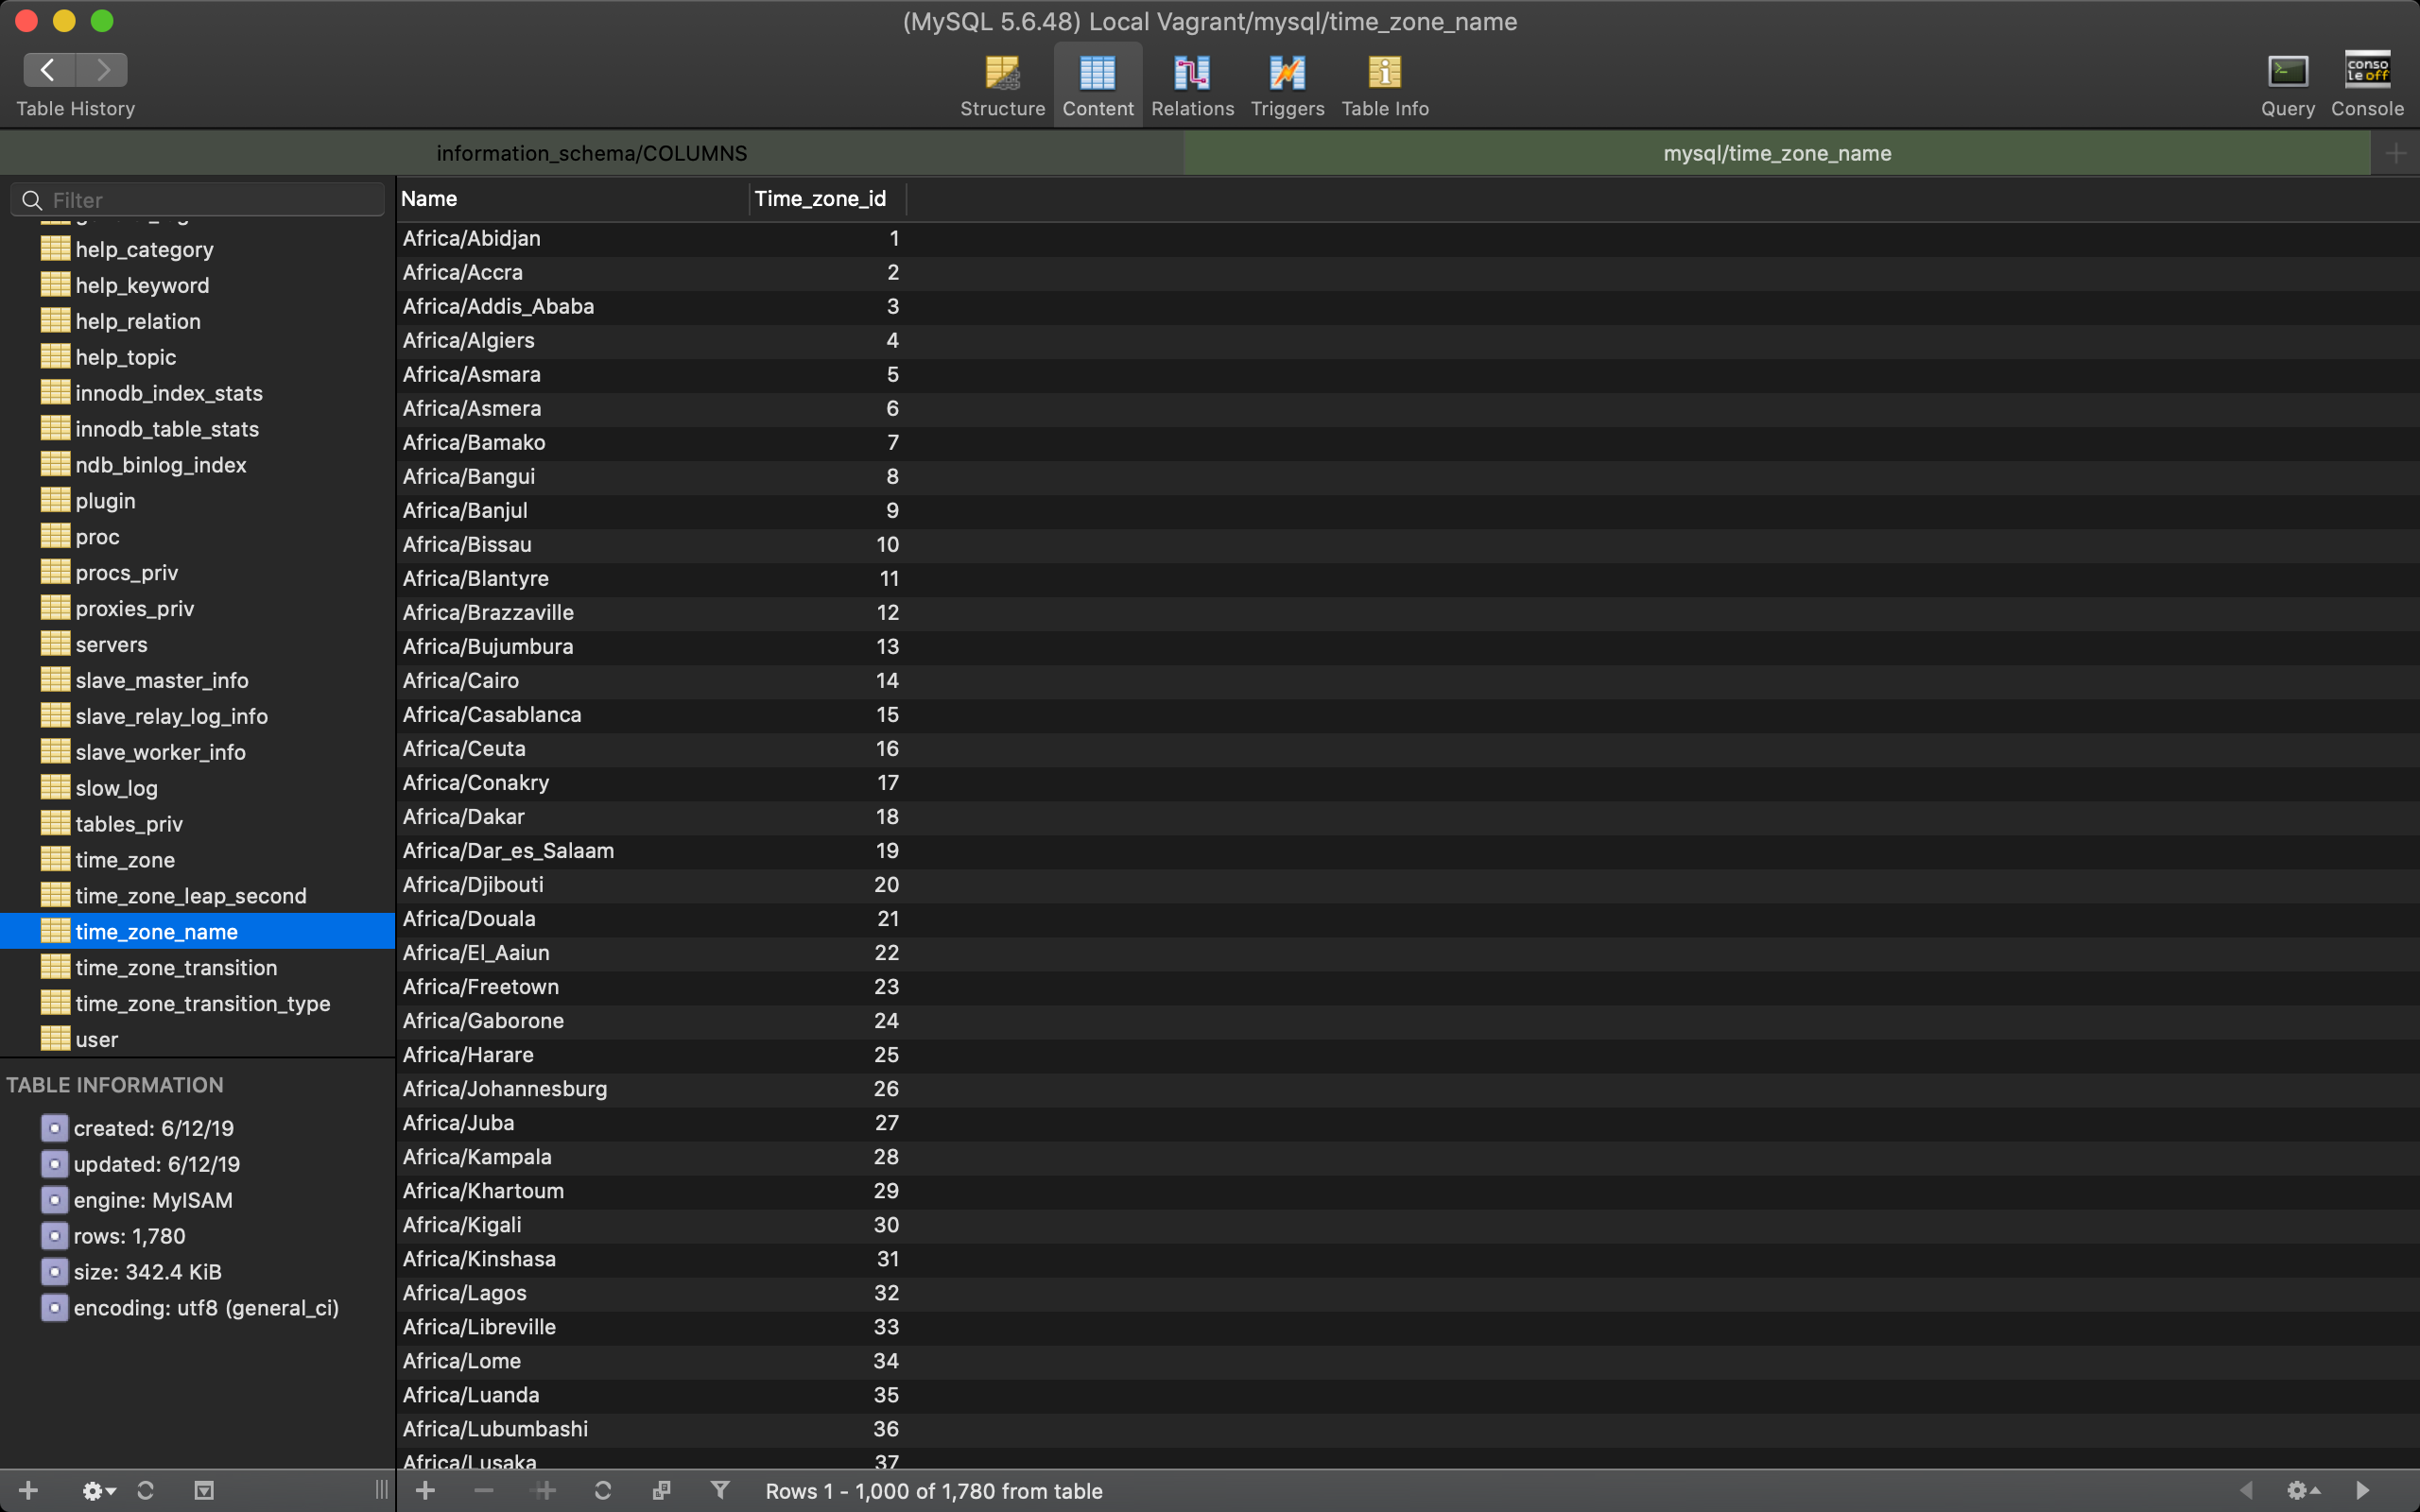 (MySQL 5.6.48) Local Vagrant/mysql/time_zone_name
Table History
Structure
Content
Relations
Triggers
Table Info
Query
conso
le off
Console
information_schema/COLUMNS
mysql/time_zone_name
Filter
help_category
help_keyword
help_relation
help_topic
innodb_index_stats
innodb_table_stats
ndb_binlog_index
plugin
proc
procs_priv
proxies_priv
servers
slave_master_info
slave_relay_log_info
slave_worker_info
slow_log
tables_priv
time_zone
time_zone_leap_second
time_zone_name
time_zone_transition
time_zone_transition_type
user
TABLE INFORMATION
created: 6/12/19
updated: 6/12/19
engine: MyISAM
rows: 1,780
size: 342.4 KiB
encoding: utf8 (general_ci)
Name Time_zone_id
Africa/Abidjan 1
Africa/Accra 2
Africa/Addis_Ababa 3
Africa/Algiers 4
Africa/Asmara 5
Africa/Asmera 6
Africa/Bamako 7
Africa/Bangui 8
Africa/Banjul 9
Africa/Bissau 10
Africa/Blantyre 11
Africa/Brazzaville 12
Africa/Bujumbura 13
Africa/Cairo 14
Africa/Casablanca 15
Africa/Ceuta 16
Africa/Conakry 17
Africa/Dakar 18
Africa/Dar_es_Salaam 19
Africa/Djibouti 20
Africa/Douala 21
Africa/El_Aaiun 22
Africa/Freetown 23
Africa/Gaborone 24
Africa/Harare 25
Africa/Johannesburg 26
Africa/Juba 27
Africa/Kampala 28
Africa/Khartoum 29
Africa/Kigali 30
Africa/Kinshasa 31
Africa/Lagos 32
Africa/Libreville 33
Africa/Lome 34
Africa/Luanda 35
Africa/Lubumbashi 36
Africa/Lusaka 37
Rows 1 - 1,000 of 1,780 from table